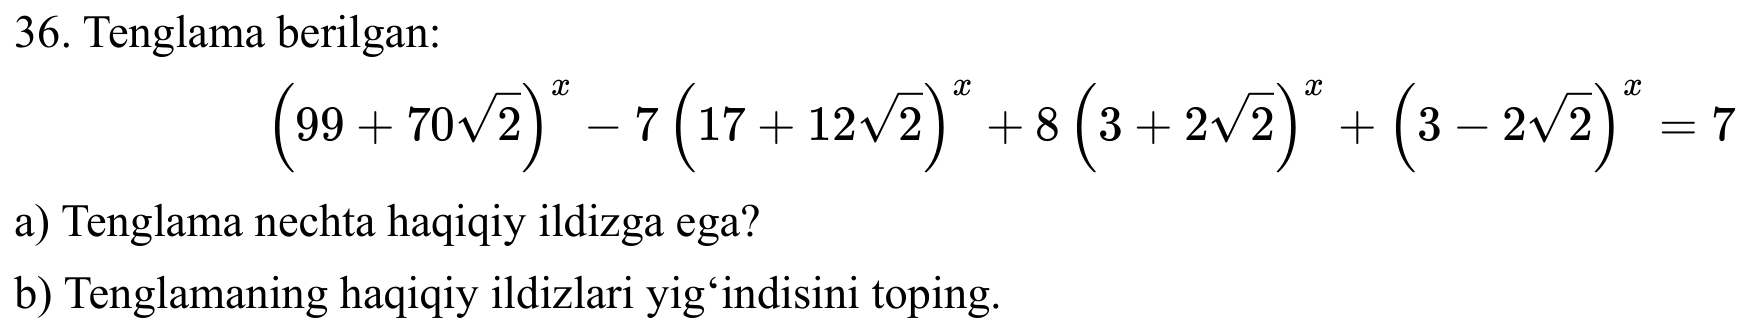 36. Tenglama berilgan:
(99 + 70√2)^x − 7(17 + 12√2)^x + 8(3 + 2√2)^x + (3 − 2√2)^x = 7
a) Tenglama nechta haqiqiy ildizga ega?
b) Tenglamaning haqiqiy ildizlari yig‘indisini toping.